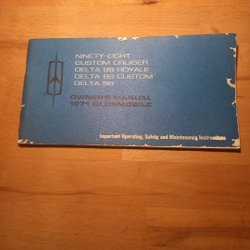 NINETY-EIGHT
CUSTOM CRUISER
DELTA 88 ROYALE
DELTA 88 CUSTOM
DELTA 88
OWNER'S MANUAL
1971 OLDSMOBILE
Important Operating, Safety and Maintenance Instructions